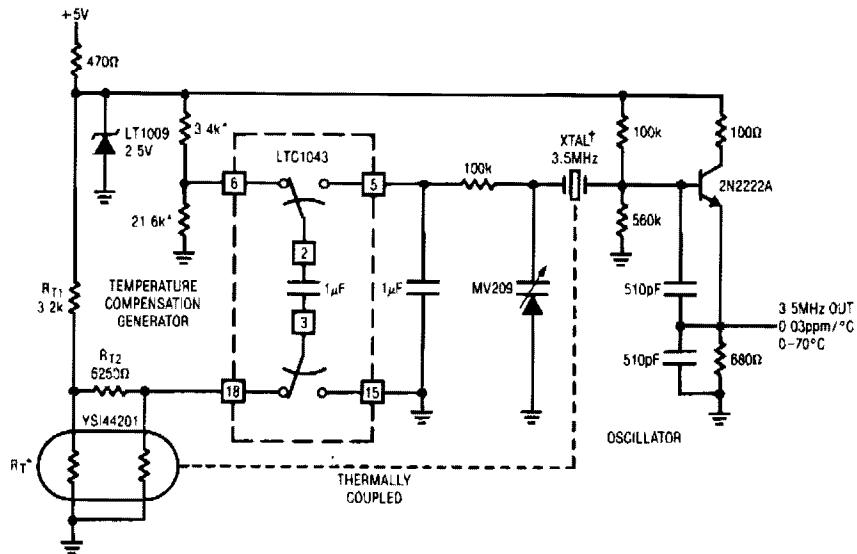 +5V
470Ω
LT1009
2 5V
3 4k*
21.6k*
LTC1043
6
5
2
1μF
3
18
15
1μF
100k
XTAL†
3.5MHz
100k
100Ω
2N2222A
560k
MV209
510pF
510pF
680Ω
3 5MHz OUT
0 03ppm/°C
0–70°C
OSCILLATOR
TEMPERATURE
COMPENSATION
GENERATOR
RT1
3 2k
RT2
6250Ω
YSI44201
RT*
THERMALLY
COUPLED